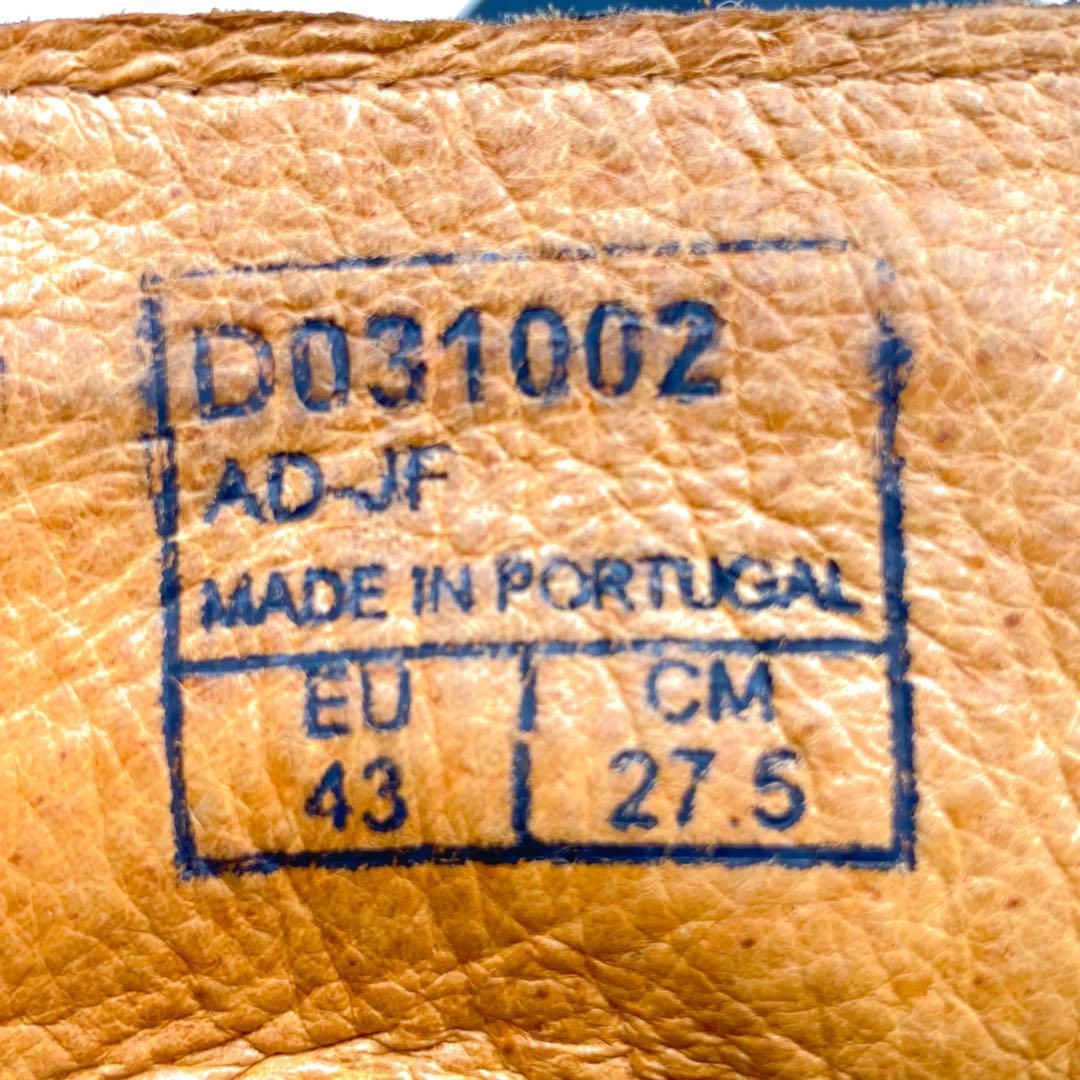 D031002
AD-JF
MADE IN PORTUGAL
EU CM
43 27.5